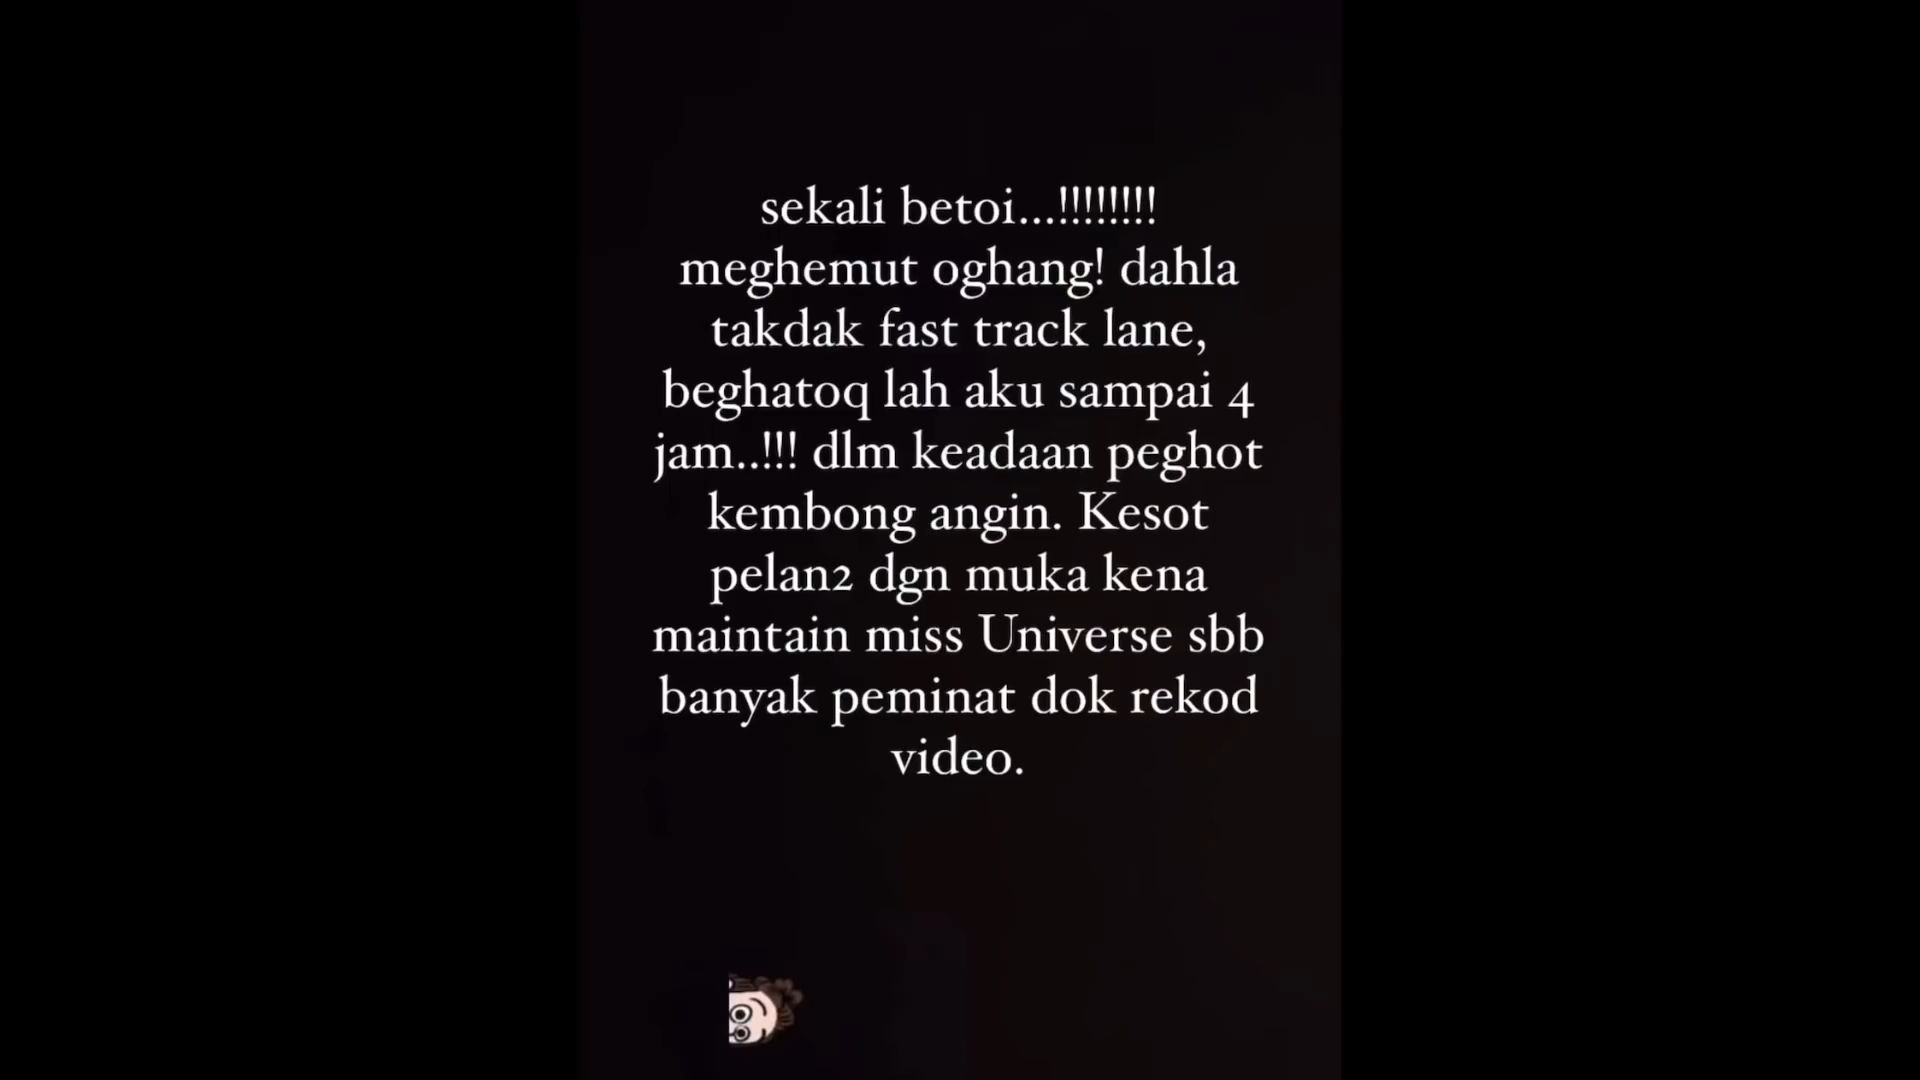 sekali betoi...!!!!!!!!
meghemut oghang! dahla
takdak fast track lane,
beghatoq lah aku sampai 4
jam..!!! dlm keadaan peghot
kembong angin. Kesot
pelan2 dgn muka kena
maintain miss Universe sbb
banyak peminat dok rekod
video.